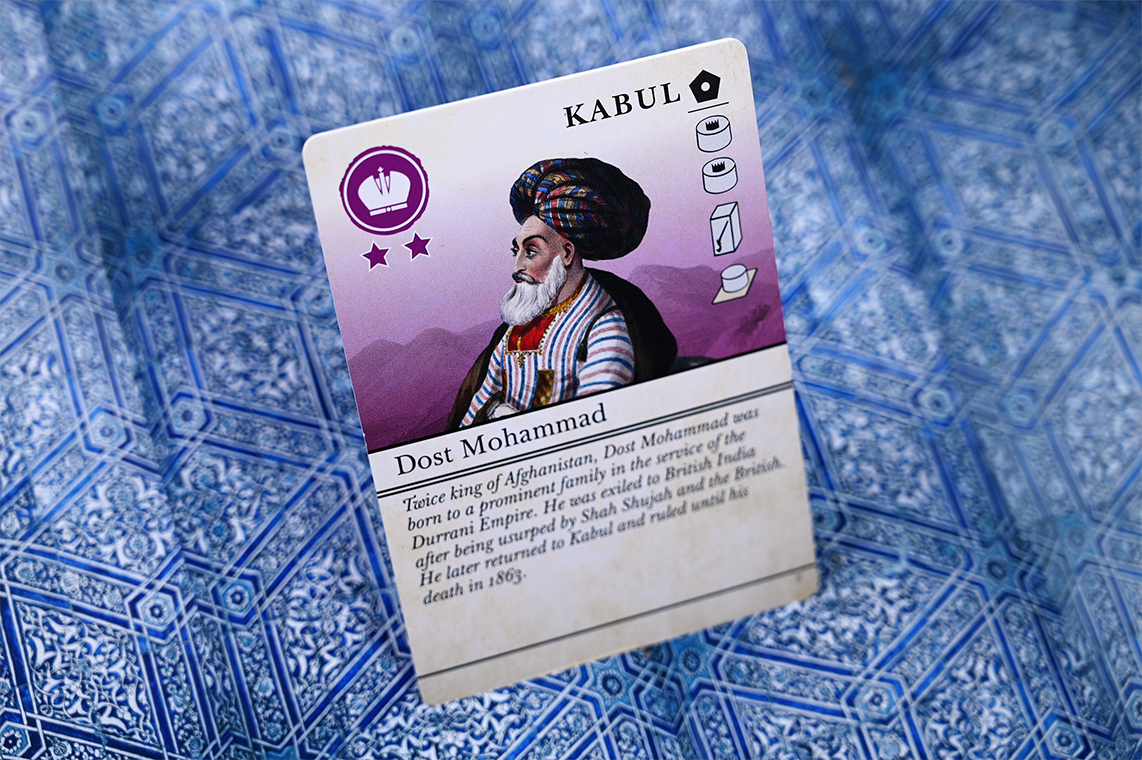 KABUL
Dost Mohammad
Twice king of Afghanistan, Dost Mohammad was
born to a prominent family in the service of the
Durrani Empire. He was exiled to British India
after being usurped by Shah Shujah and the British.
He later returned to Kabul and ruled until his
death in 1863.